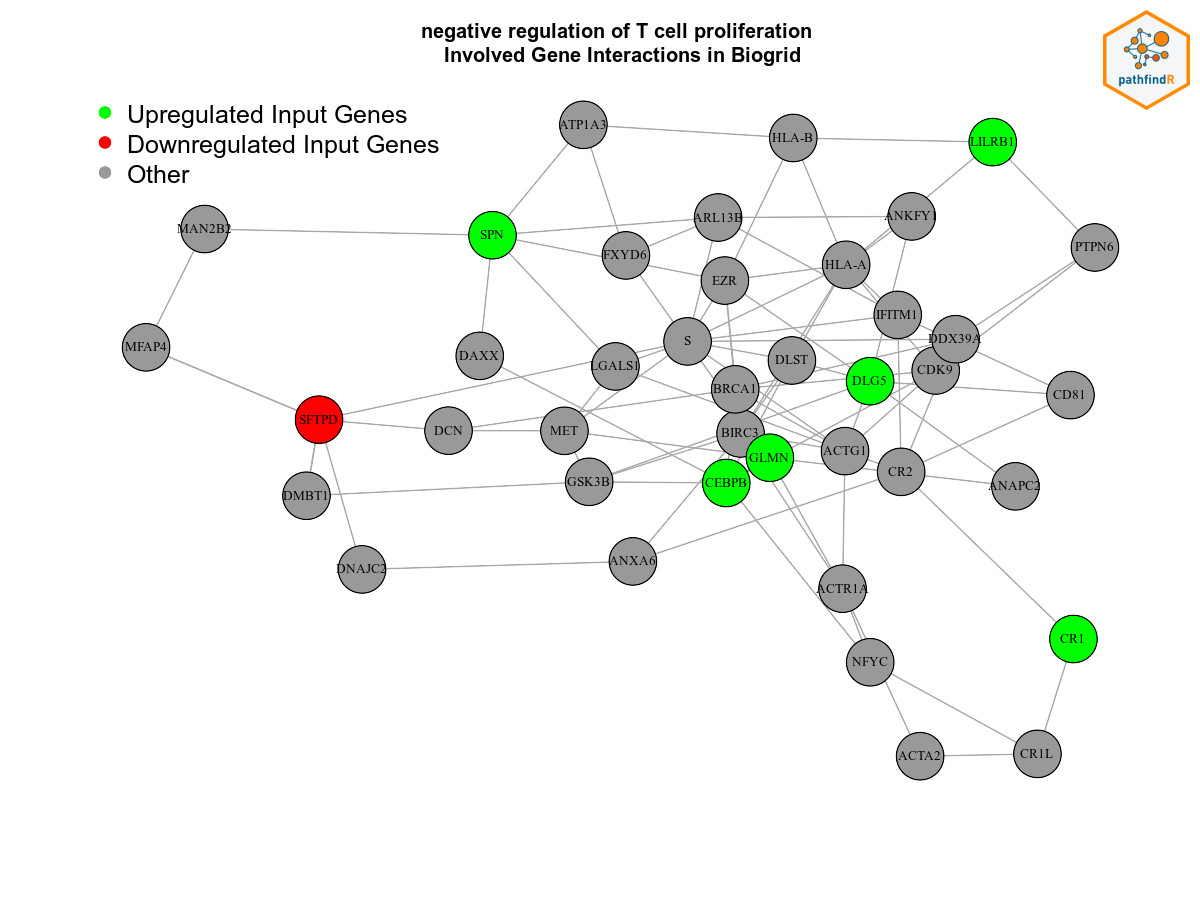 negative regulation of T cell proliferation
Involved Gene Interactions in Biogrid
pathfindR
Upregulated Input Genes
Downregulated Input Genes
Other
ATP1A3
HLA-B
LILRB1
MAN2B2
SPN
ARL13B
ANKFY1
PTPN6
FXYD6
EZR
HLA-A
IFITM1
MFAP4
DAXX
S
DDX39A
LGALS1
DLST
CDK9
DLG5
BRCA1
CD81
SFTPD
DCN
MET
BIRC3
ACTG1
GLMN
CR2
DMBT1
GSK3B
CEBPB
ANAPC2
DNAJC2
ANXA6
ACTR1A
CR1
NFYC
ACTA2
CR1L